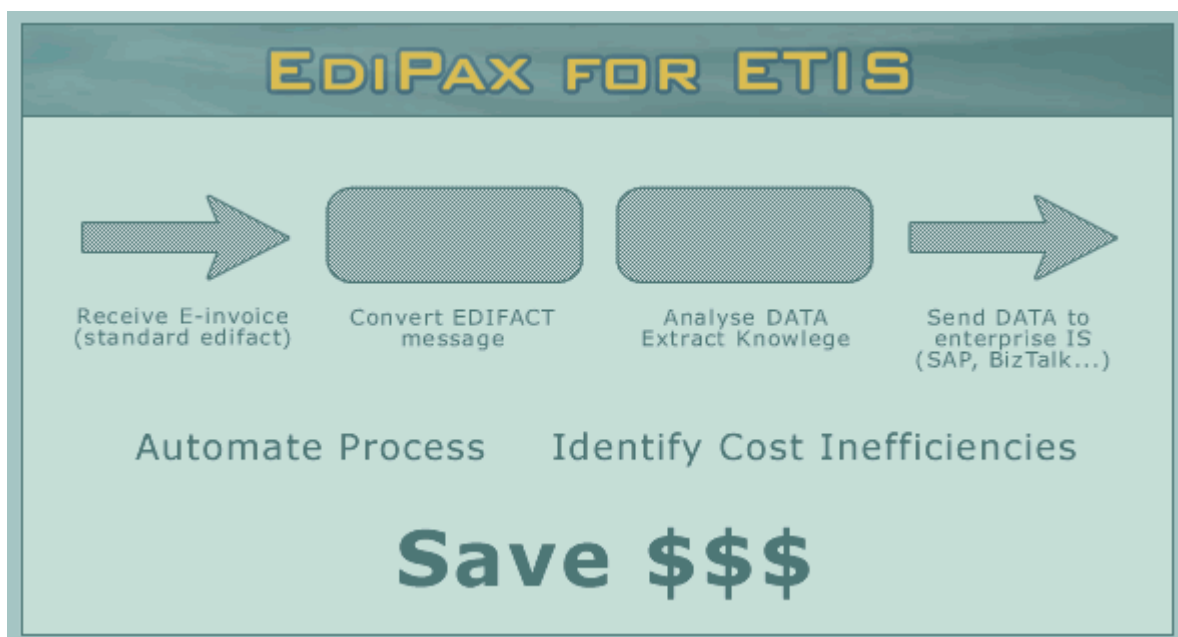 EDIPAX FOR ETIS
Receive E-invoice
(standard edifact)
Convert EDIFACT
message
Analyse DATA
Extract Knowlege
Send DATA to
enterprise IS
(SAP, BizTalk...)
Automate Process
Identify Cost Inefficiencies
Save $$$